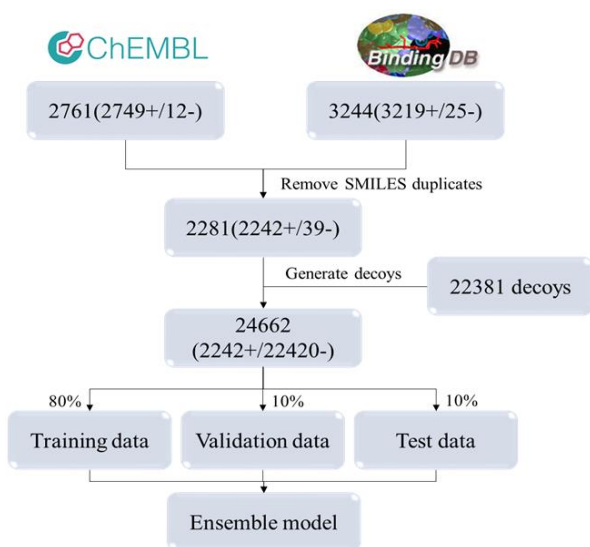 ChEMBL
BindingDB
2761(2749+/12-)
3244(3219+/25-)
Remove SMILES duplicates
2281(2242+/39-)
Generate decoys
22381 decoys
24662
(2242+/22420-)
80%
10%
10%
Training data
Validation data
Test data
Ensemble model